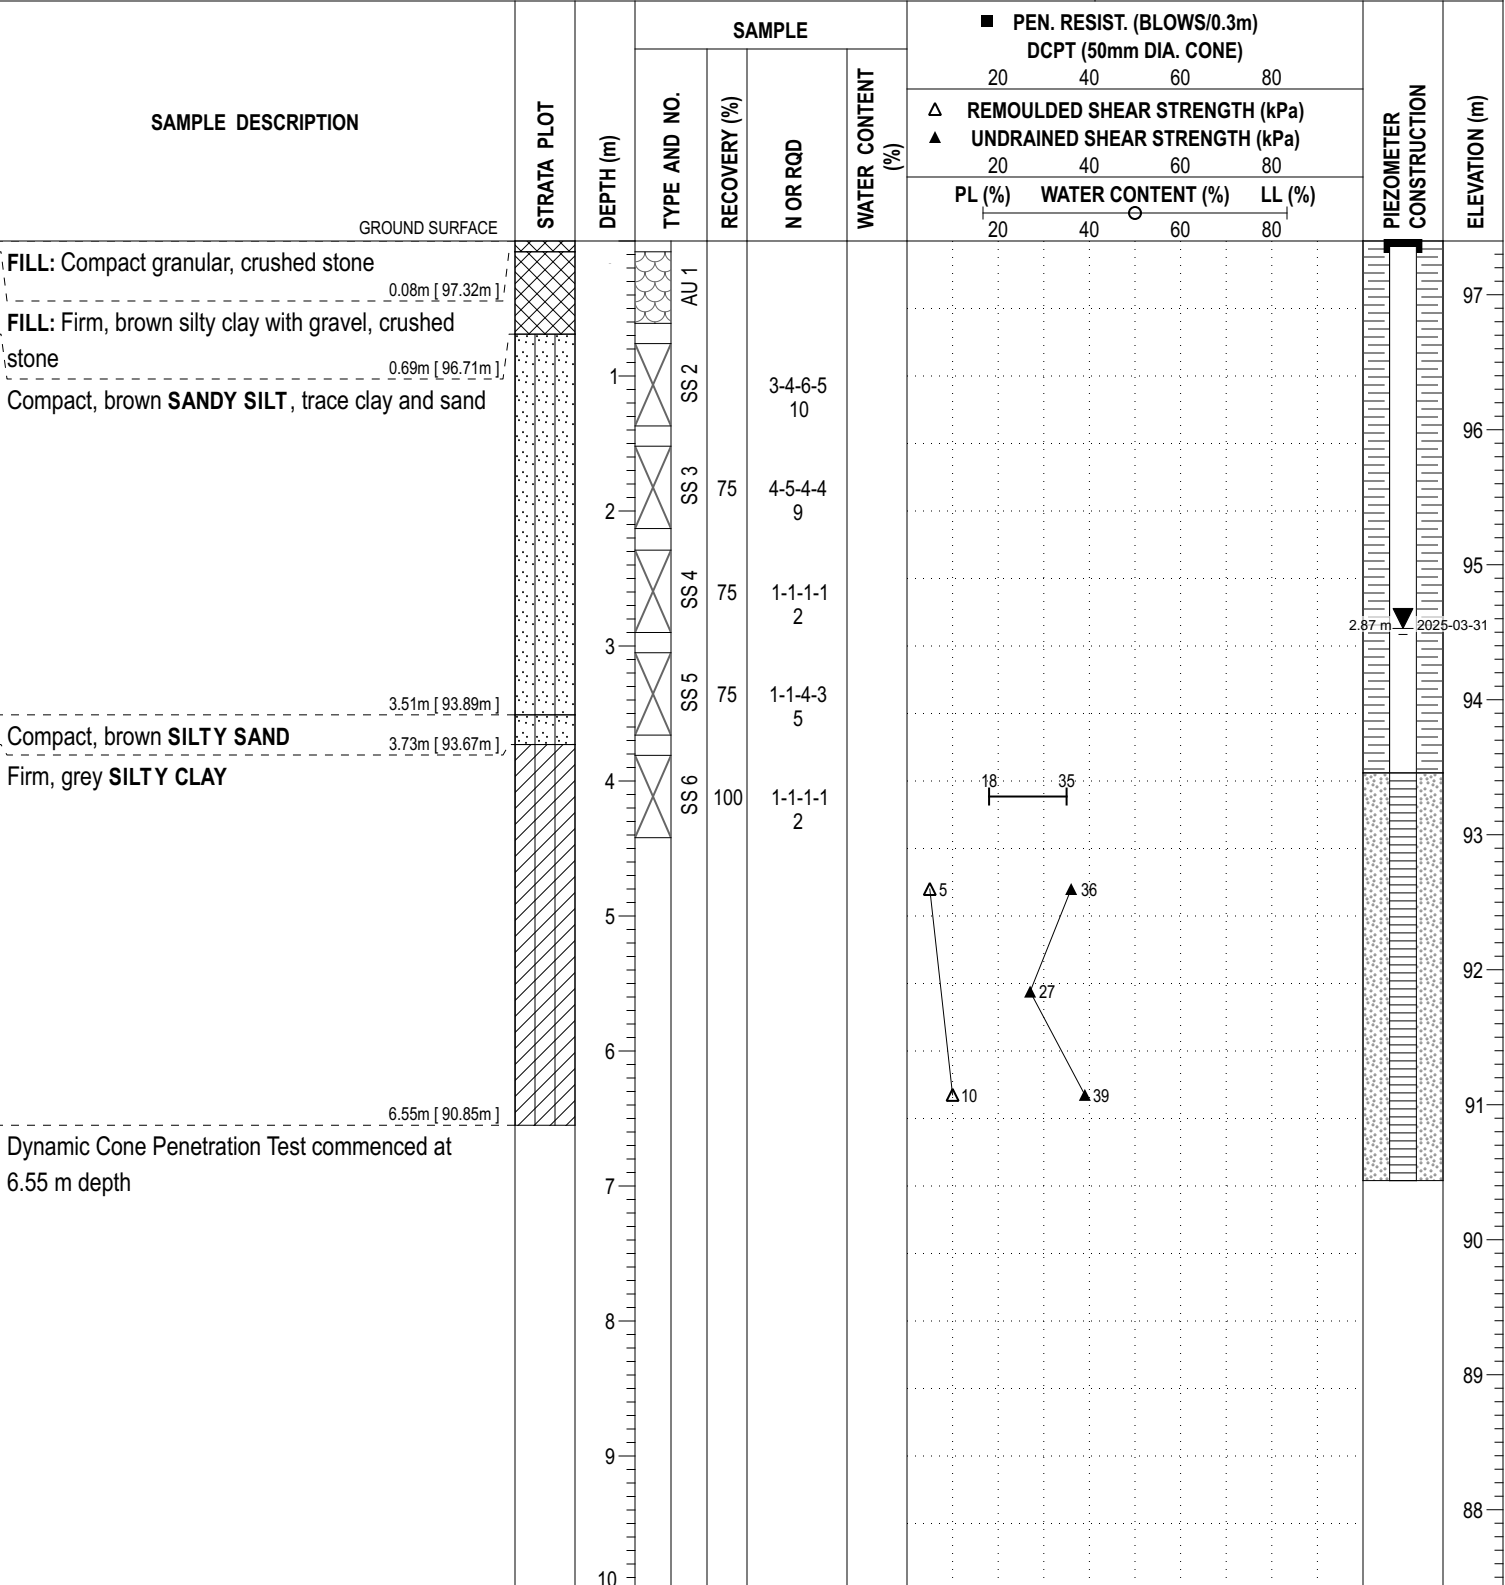 SAMPLE DESCRIPTION
GROUND SURFACE
STRATA PLOT
DEPTH (m)
SAMPLE
TYPE AND NO.
RECOVERY (%)
N OR RQD
WATER CONTENT
(%)
■ PEN. RESIST. (BLOWS/0.3m)
DCPT (50mm DIA. CONE)
20 40 60 80
△ REMOULDED SHEAR STRENGTH (kPa)
▲ UNDRAINED SHEAR STRENGTH (kPa)
20 40 60 80
PL (%) WATER CONTENT (%) LL (%)
20 40 60 80
PIEZOMETER
CONSTRUCTION
ELEVATION (m)
FILL: Compact granular, crushed stone
0.08m [ 97.32m ]
FILL: Firm, brown silty clay with gravel, crushed
stone
0.69m [ 96.71m ]
Compact, brown SANDY SILT, trace clay and sand
3.51m [ 93.89m ]
Compact, brown SILTY SAND
3.73m [ 93.67m ]
Firm, grey SILTY CLAY
6.55m [ 90.85m ]
Dynamic Cone Penetration Test commenced at
6.55 m depth
1
2
3
4
5
6
7
8
9
10
AU 1
SS 2
3-4-6-5
10
SS 3
75
4-5-4-4
9
SS 4
75
1-1-1-1
2
SS 5
75
1-1-4-3
5
SS 6
100
1-1-1-1
2
18 35
5 36
27
10 39
2.87 m 2025-03-31
97
96
95
94
93
92
91
90
89
88